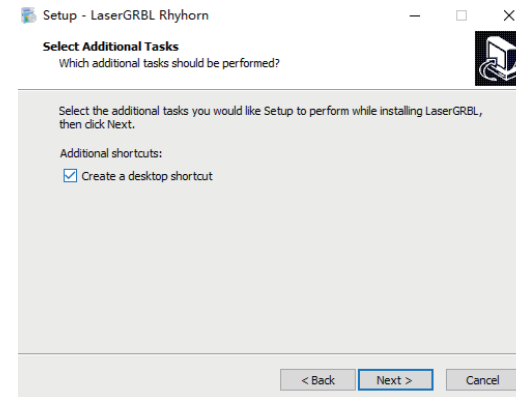 Setup - LaserGRBL Rhyhorn
Select Additional Tasks
Which additional tasks should be performed?
Select the additional tasks you would like Setup to perform while installing LaserGRBL,
then click Next.
Additional shortcuts:
Create a desktop shortcut
< Back Next > Cancel